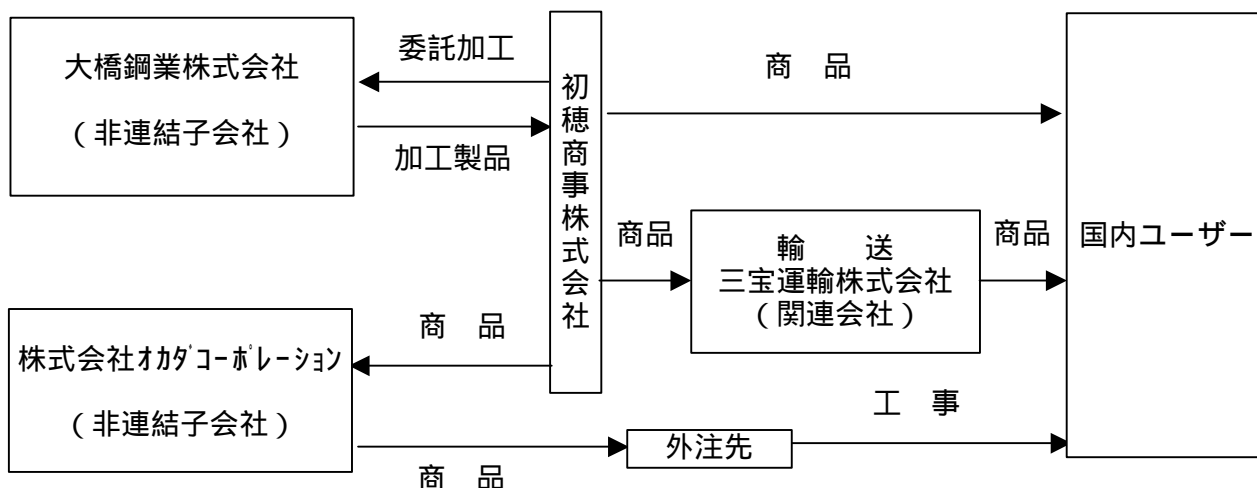 大橋鋼業株式会社
(非連結子会社)
委託加工
加工製品
初穂商事株式会社
商 品
商品
輸 送
三宝運輸株式会社
(関連会社)
商品
国内ユーザー
株式会社オカダコーポレーション
(非連結子会社)
商 品
商 品
外注先
工 事